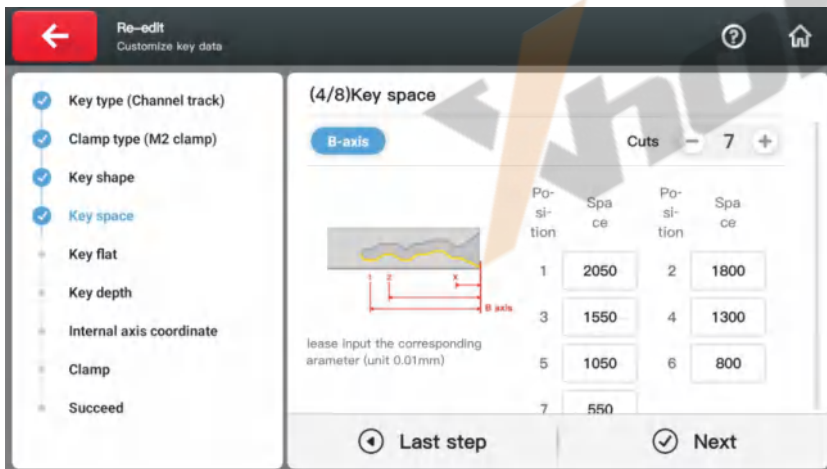 Re-edit
Customize key data
Key type (Channel track)
Clamp type (M2 clamp)
Key shape
Key space
Key flat
Key depth
Internal axis coordinate
Clamp
Succeed
(4/8)Key space
B-axis
Cuts − 7 +
1 2 X
B axis
lease input the corresponding
arameter (unit 0.01mm)
Po-
si-
tion
Spa
ce
Po-
si-
tion
Spa
ce
1 2050 2 1800
3 1550 4 1300
5 1050 6 800
7 550
Last step
Next